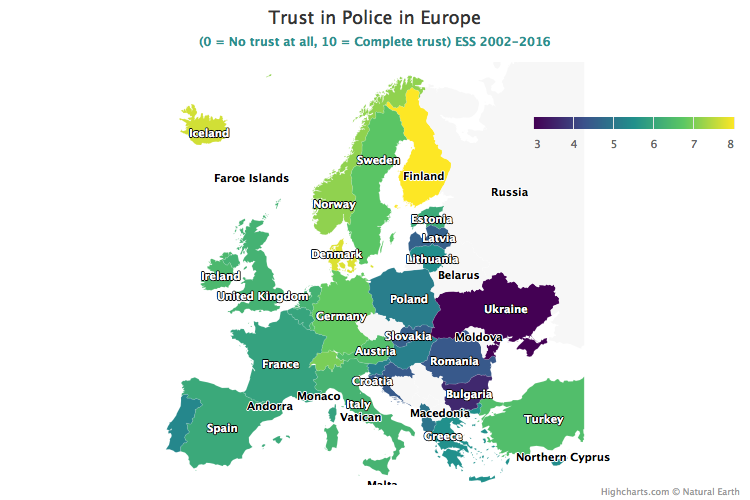 Trust in Police in Europe
(0 = No trust at all, 10 = Complete trust) ESS 2002-2016
3 4 5 6 7 8
Iceland
Sweden
Finland
Faroe Islands
Russia
Norway
Estonia
Latvia
Denmark
Lithuania
Belarus
Ireland
United Kingdom
Poland
Ukraine
Germany
Slovakia
Moldova
Austria
France
Romania
Croatia
Monaco
Bulgaria
Andorra
Italy
Vatican
Macedonia
Turkey
Spain
Greece
Northern Cyprus
Malta
Highcharts.com © Natural Earth